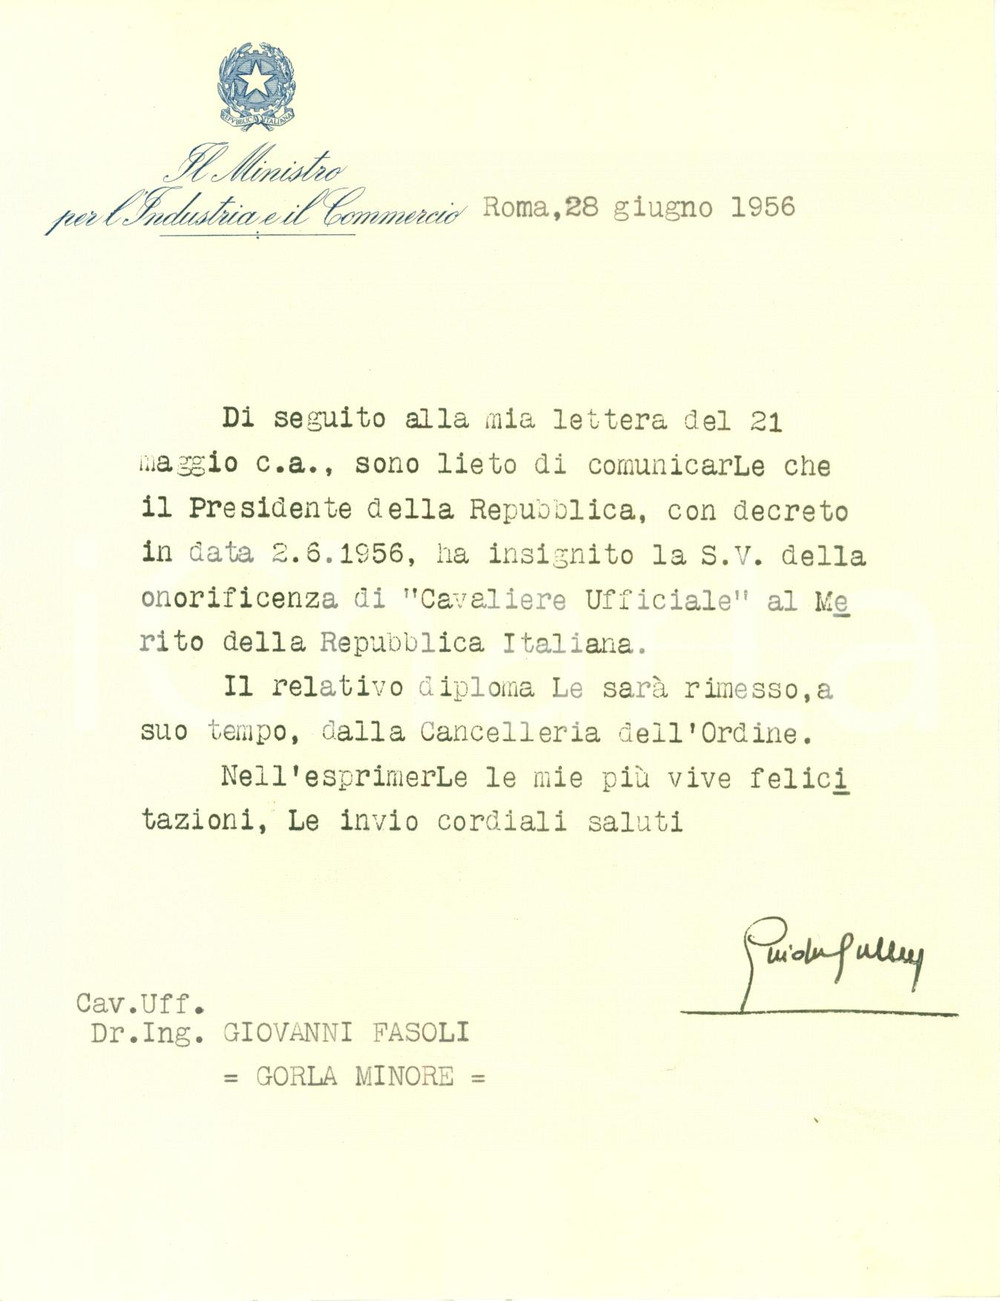 REPVBBLICA ITALIANA
Il Ministro
per l'Industria e il Commercio
Roma,28 giugno 1956
Di seguito alla mia lettera del 21
maggio c.a., sono lieto di comunicarLe che
il Presidente della Repubblica, con decreto
in data 2.6.1956, ha insignito la S.V. della
onorificenza di "Cavaliere Ufficiale" al Me
rito della Repubblica Italiana.
Il relativo diploma Le sarà rimesso,a
suo tempo, dalla Cancelleria dell'Ordine.
Nell'esprimerLe le mie più vive felici
tazioni, Le invio cordiali saluti
Cav.Uff.
Dr.Ing. GIOVANNI FASOLI
= GORLA MINORE =